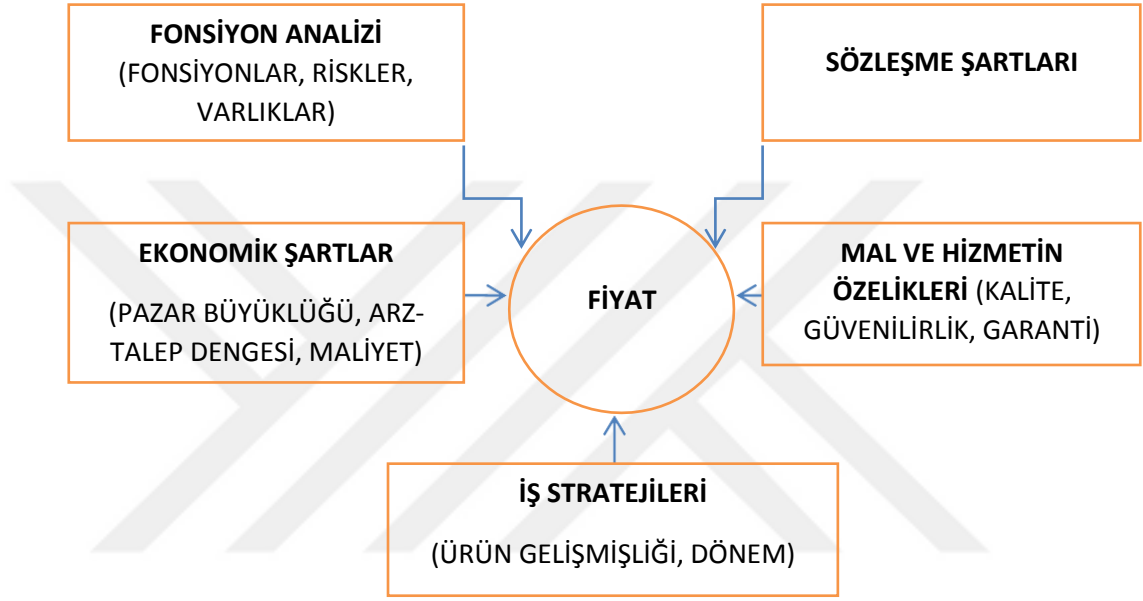 FONSİYON ANALİZİ
(FONSİYONLAR, RİSKLER,
VARLIKLAR)
SÖZLEŞME ŞARTLARI
EKONOMİK ŞARTLAR
(PAZAR BÜYÜKLÜĞÜ, ARZ-
TALEP DENGESİ, MALİYET)
FİYAT
MAL VE HİZMETİN
ÖZELİKLERİ (KALİTE,
GÜVENİLİRLİK, GARANTİ)
İŞ STRATEJİLERİ
(ÜRÜN GELİŞMİŞLİĞİ, DÖNEM)